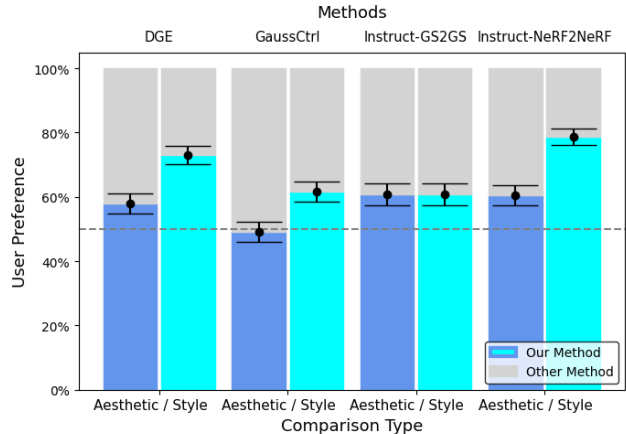 Methods
DGE GaussCtrl Instruct-GS2GS Instruct-NeRF2NeRF
100%
80%
60%
40%
20%
0%
User Preference
Our Method
Other Method
Aesthetic / Style Aesthetic / Style Aesthetic / Style Aesthetic / Style
Comparison Type